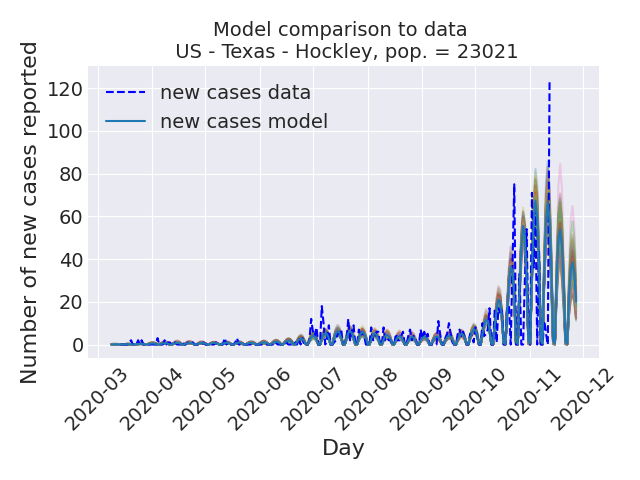 Model comparison to data
US - Texas - Hockley, pop. = 23021
new cases data
new cases model
Number of new cases reported
120
100
80
60
40
20
0
2020-03
2020-04
2020-05
2020-06
2020-07
2020-08
2020-09
2020-10
2020-11
2020-12
Day